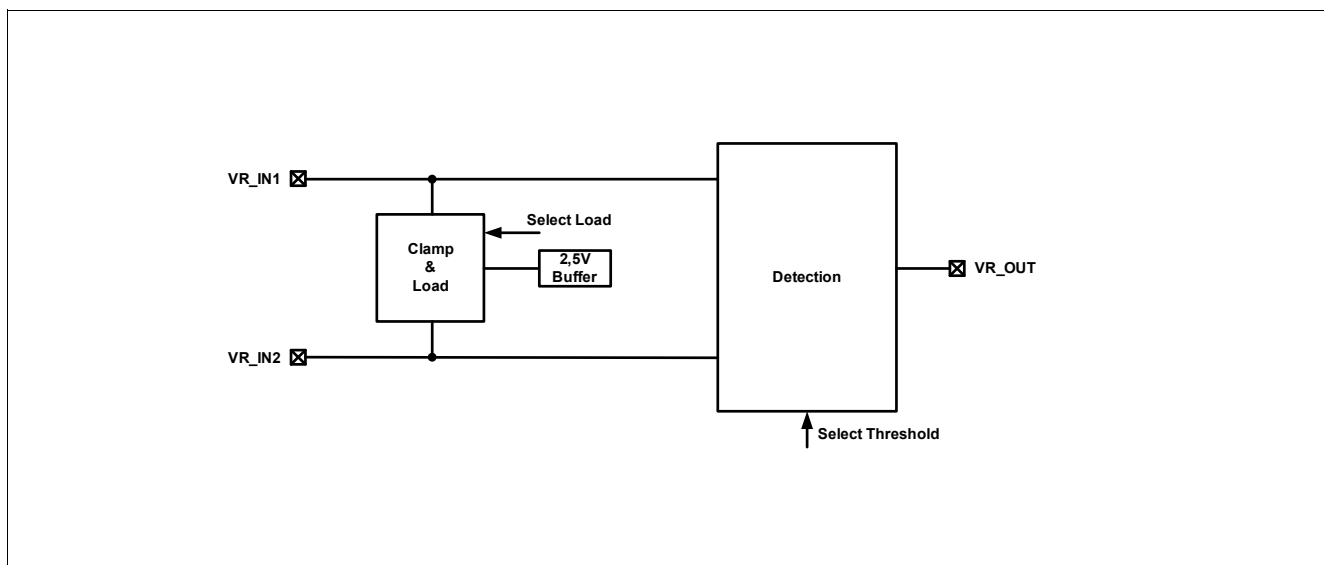 VR_IN1
Select Load
Clamp
&
Load
2,5V
Buffer
Detection
VR_OUT
VR_IN2
Select Threshold